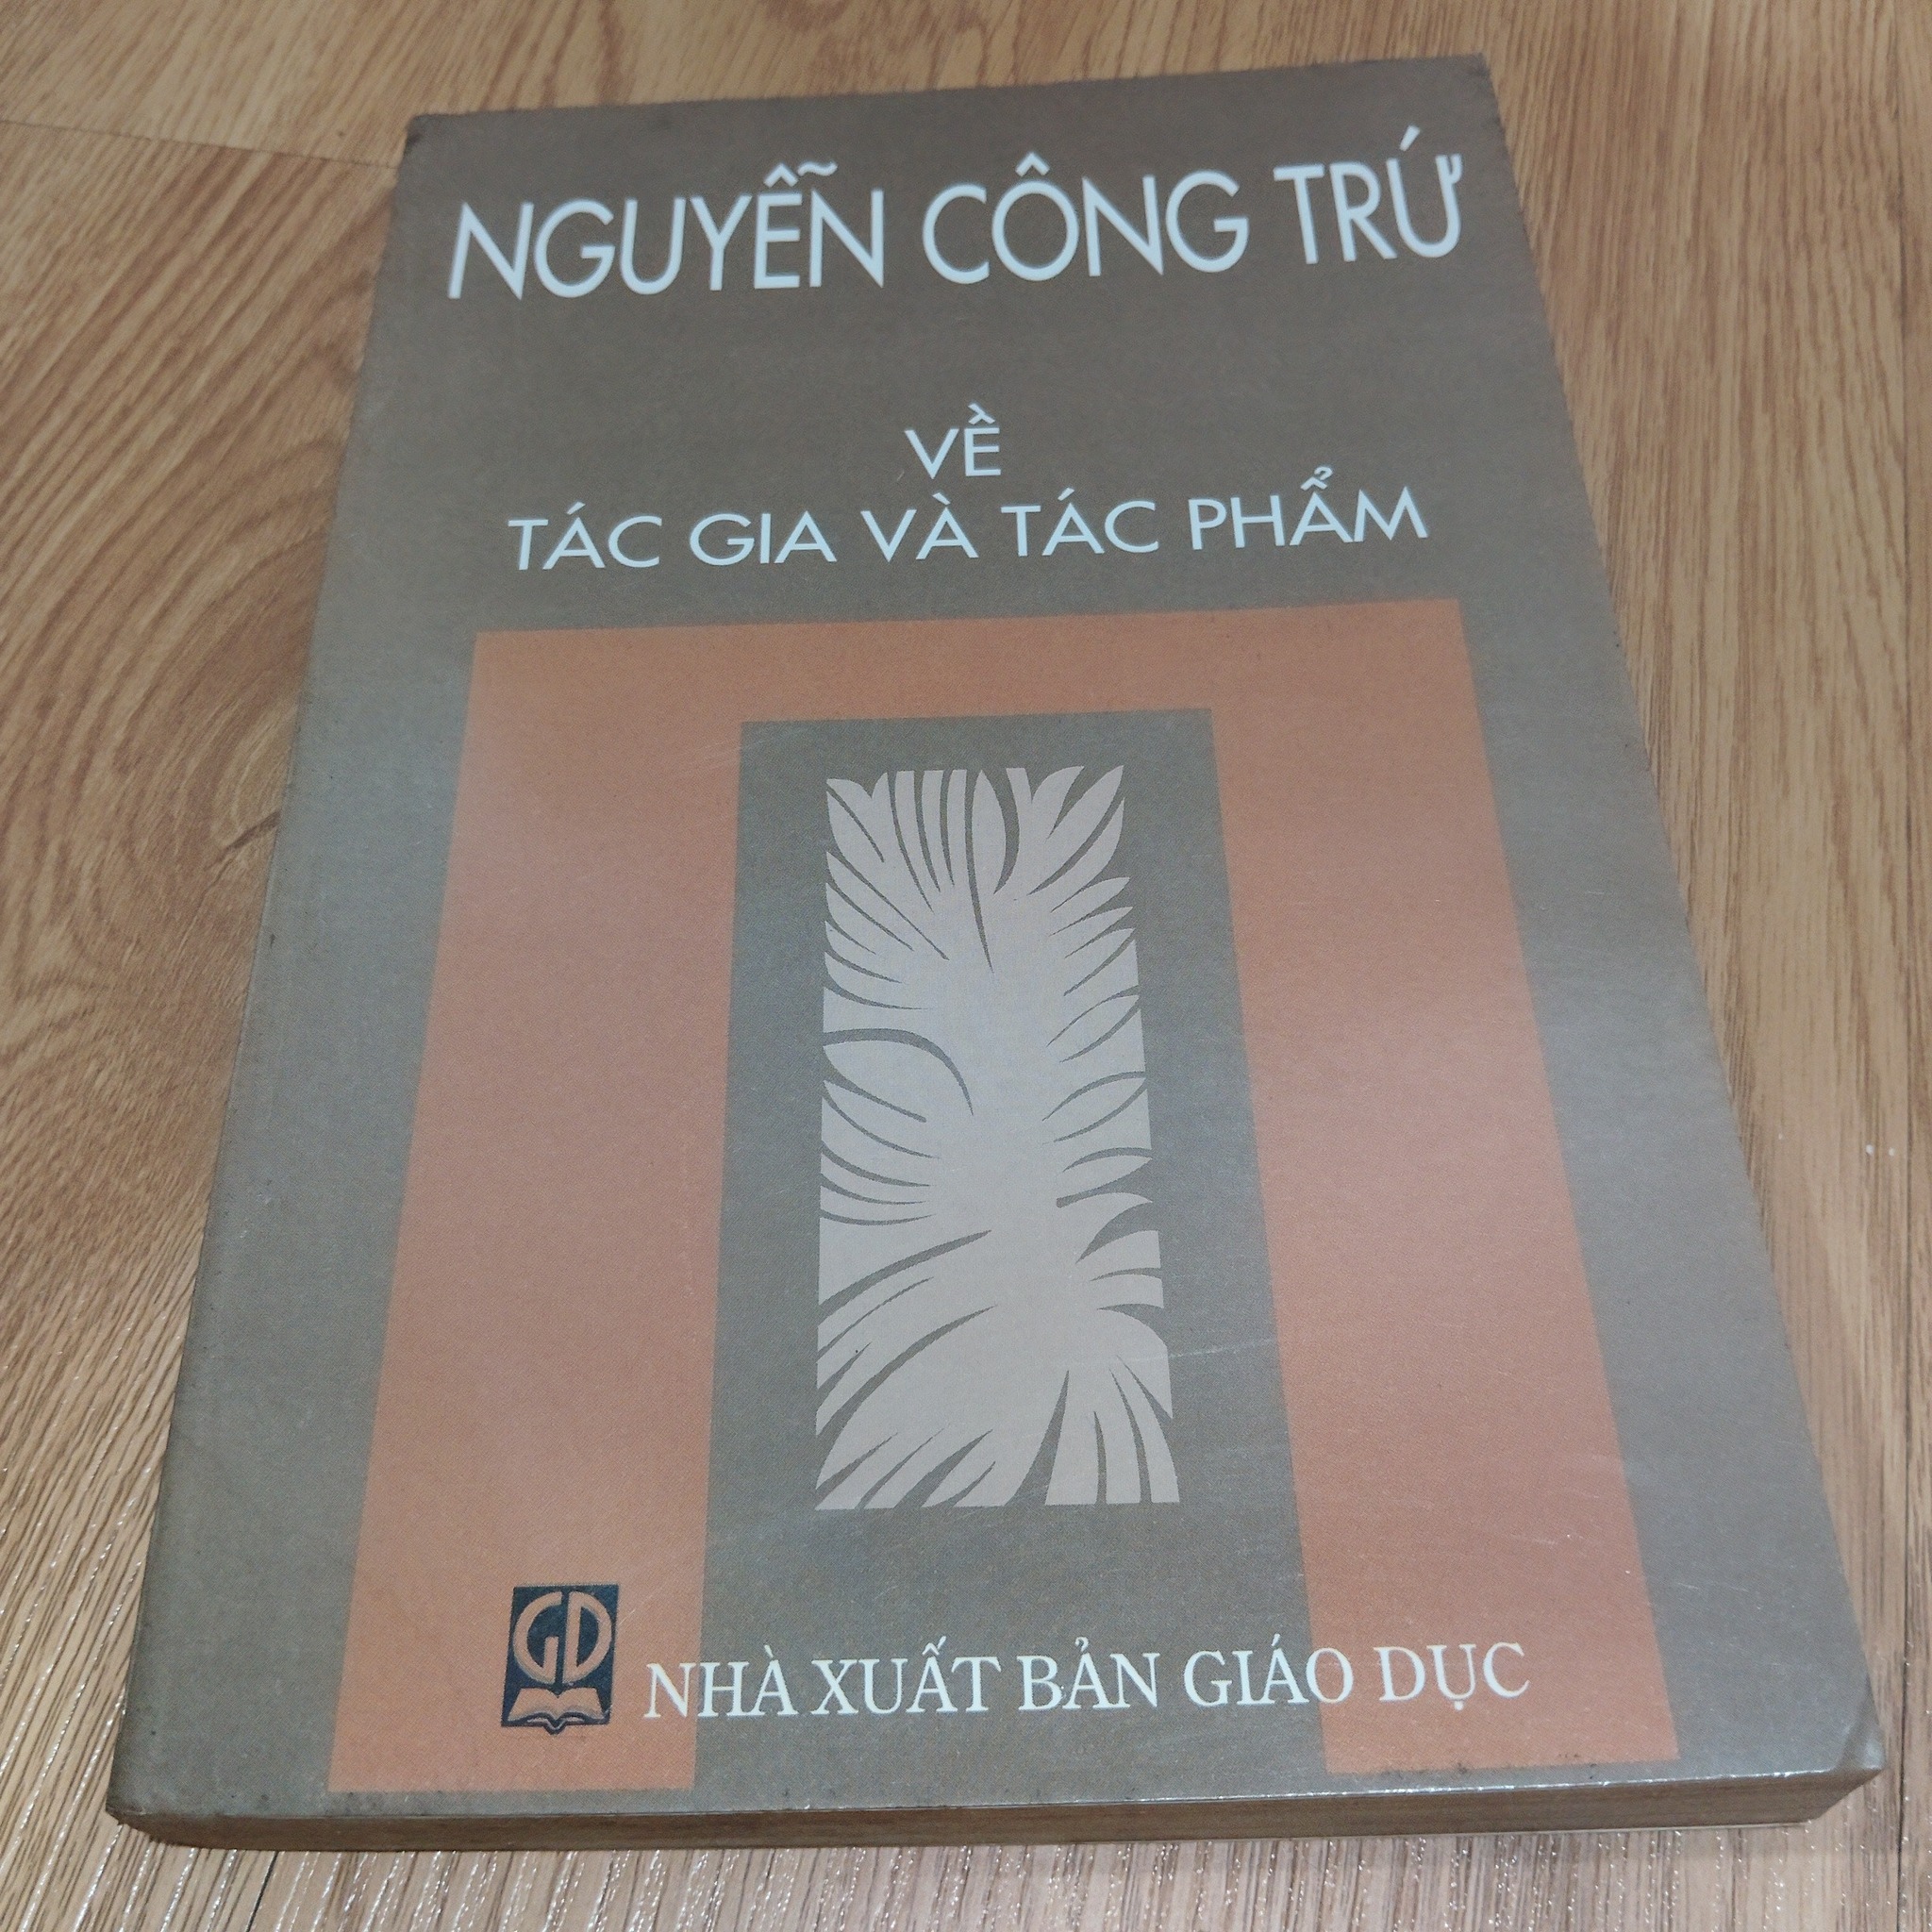 NGUYỄN CÔNG TRỨ
VỀ
TÁC GIA VÀ TÁC PHẨM
GD
NHÀ XUẤT BẢN GIÁO DỤC